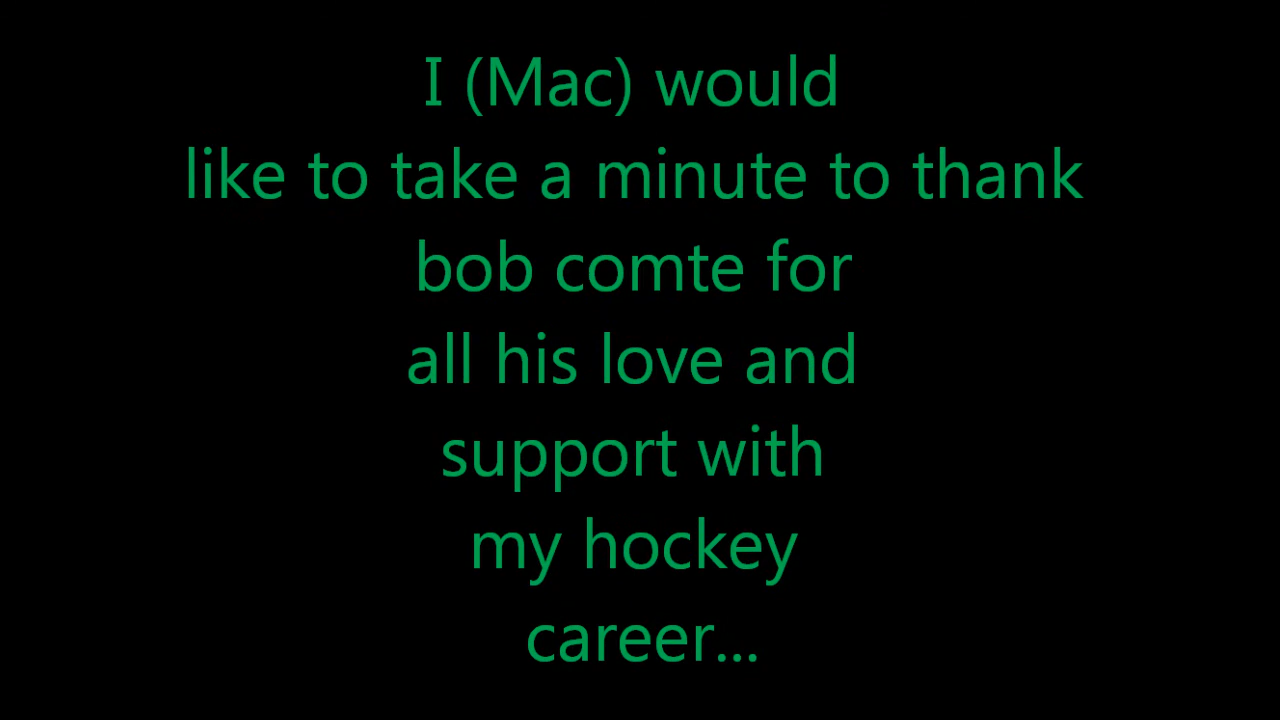 I (Mac) would
like to take a minute to thank
bob comte for
all his love and
support with
my hockey
career...